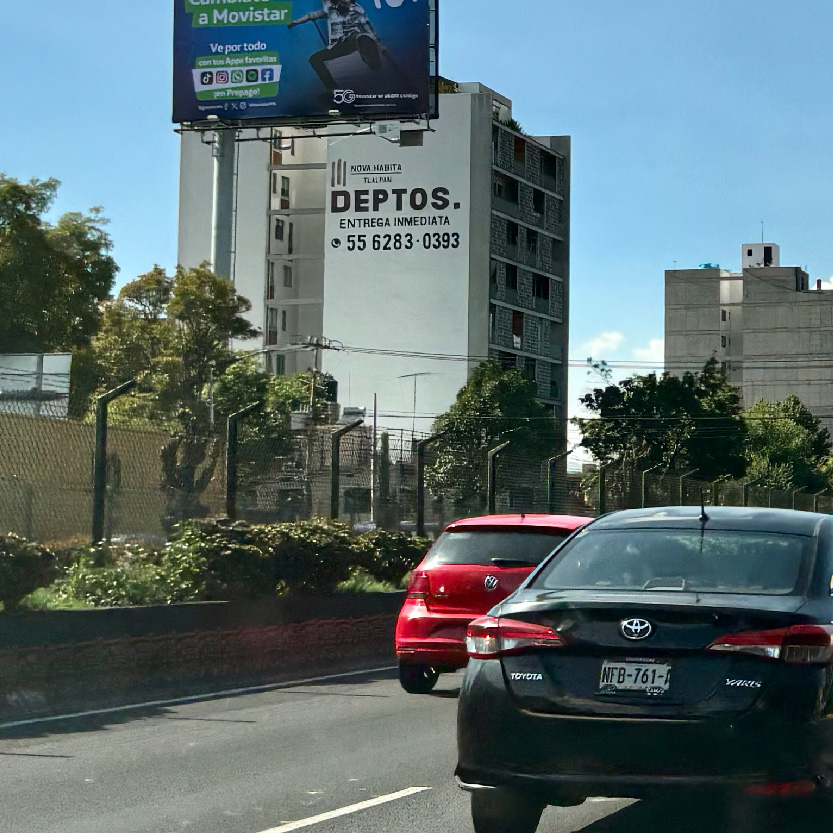 a Movistar
Ve por todo
con tus Apps favoritas
¡en Prepago!
5G
NOVA HABITA
TLALPAN
DEPTOS.
ENTREGA INMEDIATA
55 6283·0393
TOYOTA
NFB-761-A
YARIS